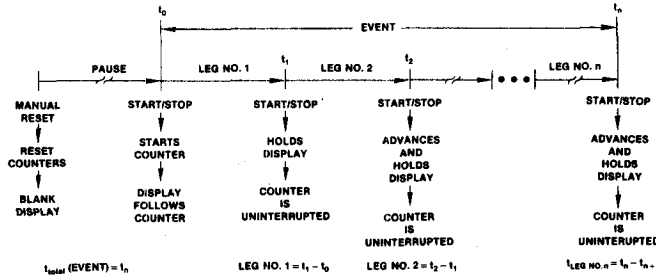 t₀
tₙ
EVENT
PAUSE
LEG NO. 1
t₁
LEG NO. 2
t₂
LEG NO. n
MANUAL
RESET
RESET
COUNTERS
BLANK
DISPLAY
START/STOP
STARTS
COUNTER
DISPLAY
FOLLOWS
COUNTER
START/STOP
HOLDS
DISPLAY
COUNTER
IS
UNINTERRUPTED
START/STOP
ADVANCES
AND
HOLDS
DISPLAY
COUNTER
IS
UNINTERRUPTED
START/STOP
ADVANCES
AND
HOLDS
DISPLAY
COUNTER
IS
UNINTERRUPTED
t_total (EVENT) = tₙ
LEG NO. 1 = t₁ – t₀
LEG NO. 2 = t₂ – t₁
t_LEG NO. n = tₙ – tₙ₊